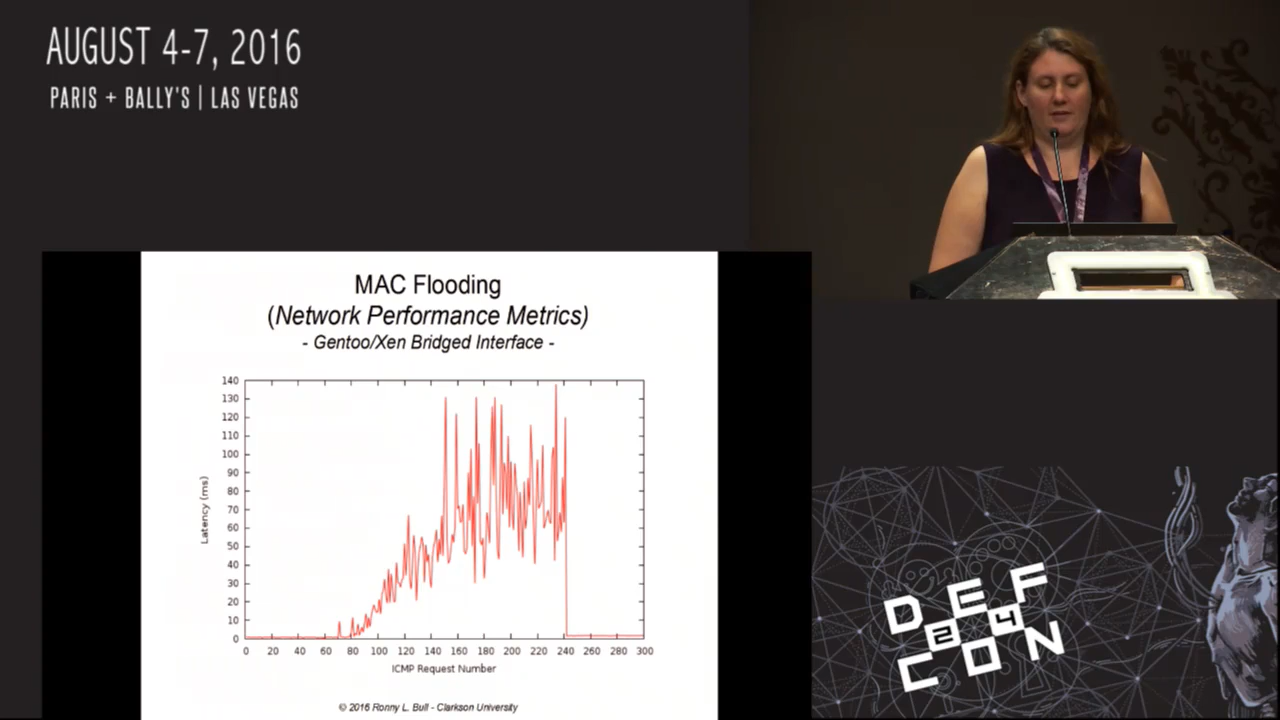 AUGUST 4-7, 2016
PARIS + BALLY'S | LAS VEGAS
MAC Flooding
(Network Performance Metrics)
- Gentoo/Xen Bridged Interface -
140
130
120
110
100
90
80
70
60
50
40
30
20
10
0
Latency (ms)
0 20 40 60 80 100 120 140 160 180 200 220 240 260 280 300
ICMP Request Number
© 2016 Ronny L. Bull - Clarkson University
DEF
24
CON